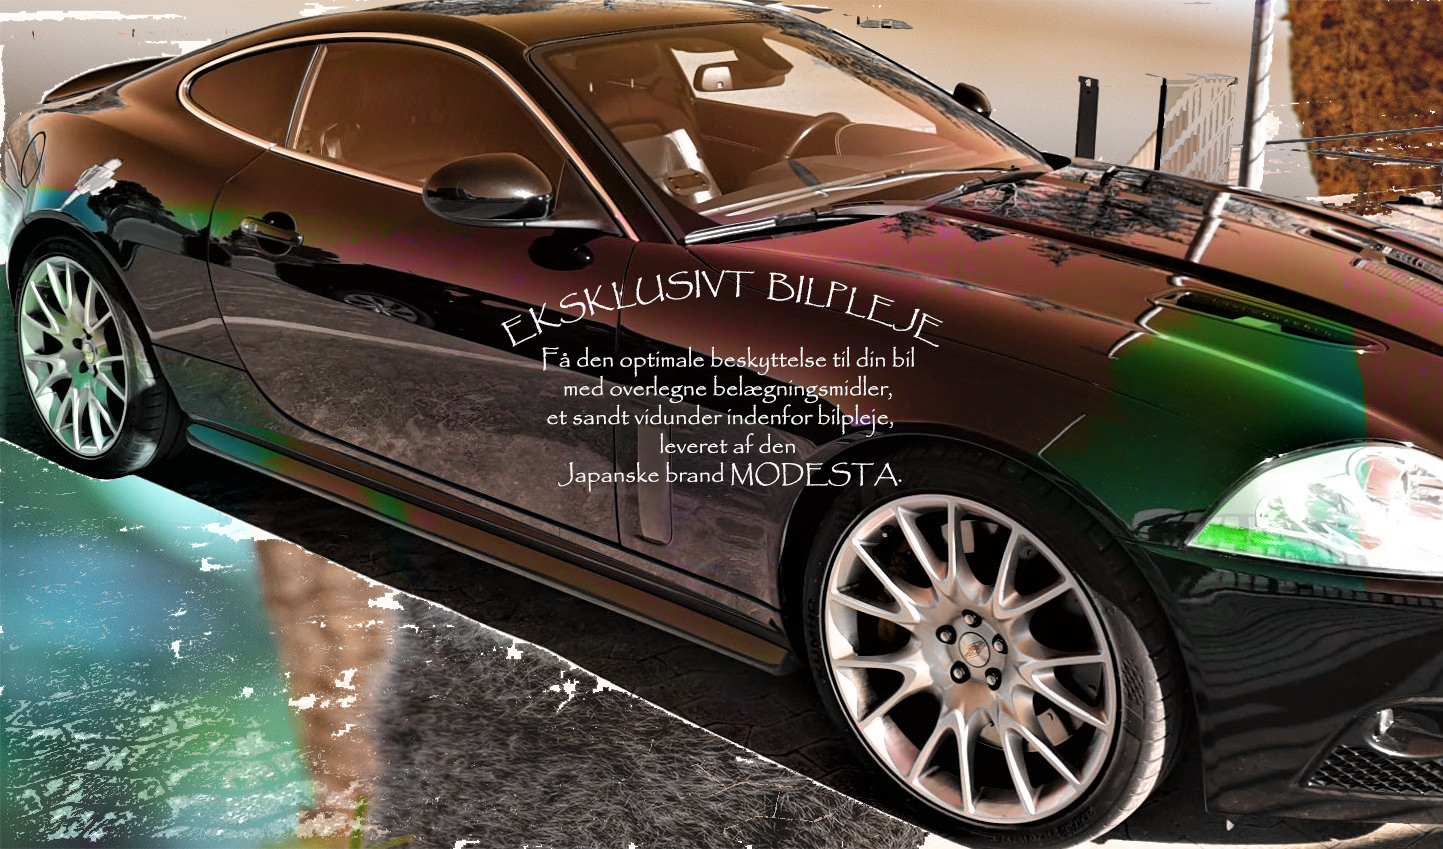 EKSKLUSIVT BILPLEJE
Få den optimale beskyttelse til din bil
med overlegne belægningsmidler,
et sandt vidunder indenfor bilpleje,
leveret af den
Japanske brand MODESTA.